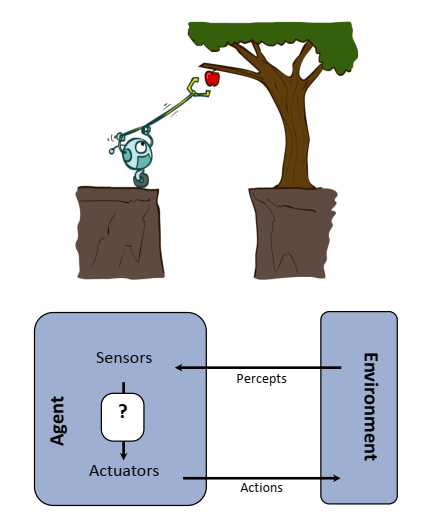 Sensors
Percepts
?
Agent
Environment
Actuators
Actions